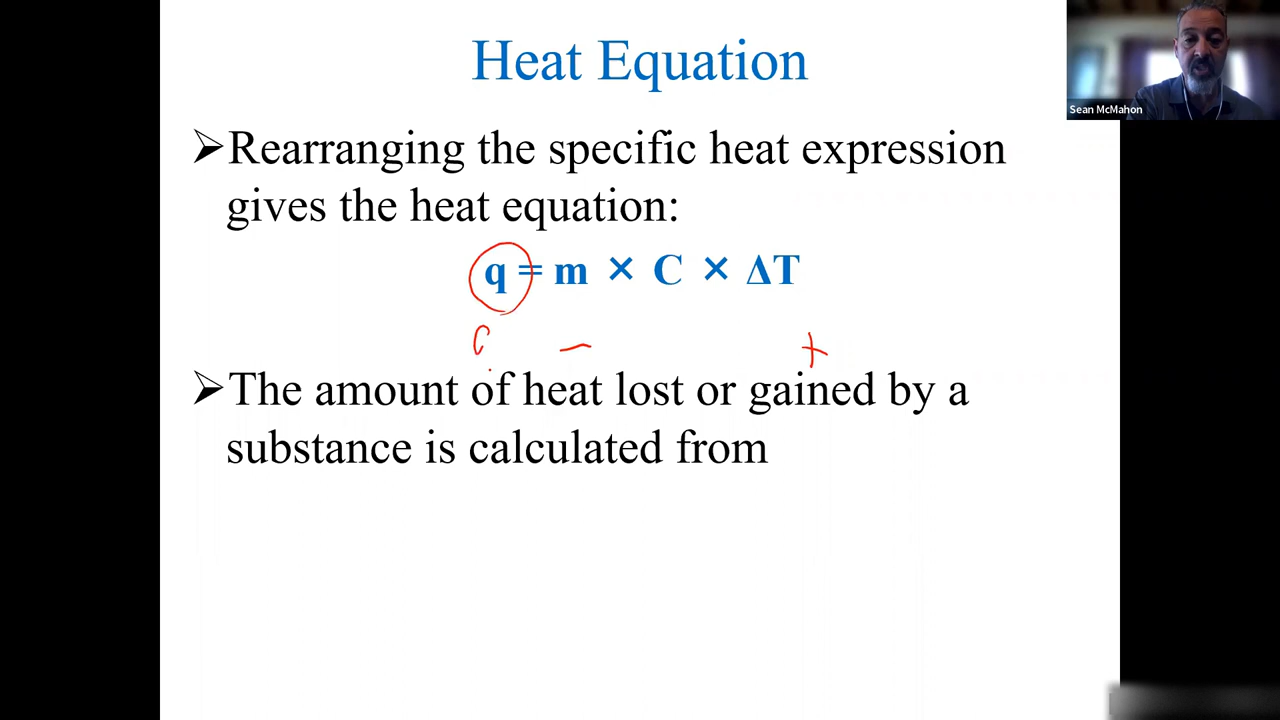 Heat Equation
Sean McMahon
➢Rearranging the specific heat expression
gives the heat equation:
q = m × C × ΔT
− +
➢The amount of heat lost or gained by a
substance is calculated from